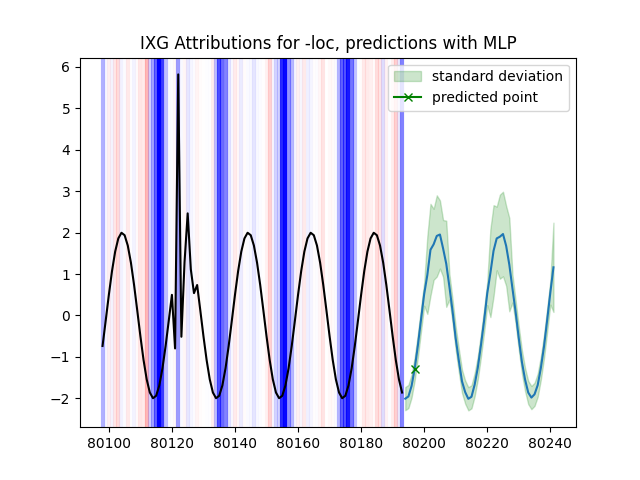 IXG Attributions for -loc, predictions with MLP
standard deviation
predicted point
6
5
4
3
2
1
0
−1
−2
80100 80120 80140 80160 80180 80200 80220 80240